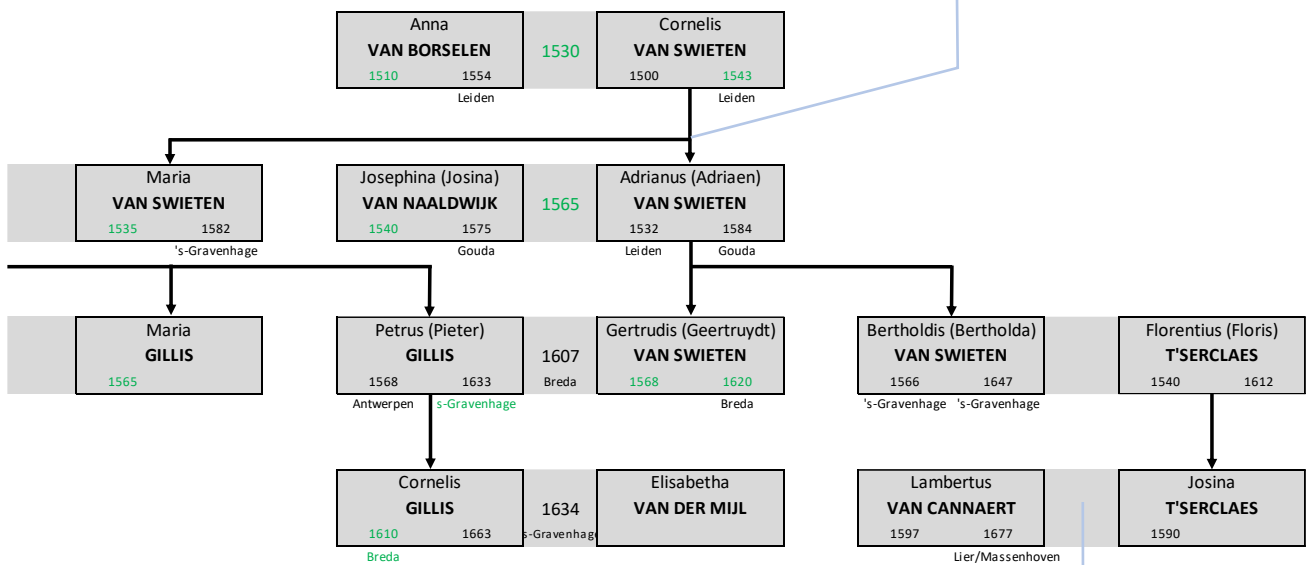 Anna
VAN BORSELEN
1510 1554
Leiden
1530
Cornelis
VAN SWIETEN
1500 1543
Leiden
Maria
VAN SWIETEN
1535 1582
's-Gravenhage
Josephina (Josina)
VAN NAALDWIJK
1540 1575
Gouda
1565
Adrianus (Adriaen)
VAN SWIETEN
1532 1584
Leiden Gouda
Maria
GILLIS
1565
Petrus (Pieter)
GILLIS
1568 1633
Antwerpen s-Gravenhage
1607
Breda
Gertrudis (Geertruydt)
VAN SWIETEN
1568 1620
Breda
Bertholdis (Bertholda)
VAN SWIETEN
1566 1647
's-Gravenhage 's-Gravenhage
Florentius (Floris)
T'SERCLAES
1540 1612
Cornelis
GILLIS
1610 1663
Breda
1634
s-Gravenhage
Elisabetha
VAN DER MIJL
Lambertus
VAN CANNAERT
1597 1677
Lier/Massenhoven
Josina
T'SERCLAES
1590